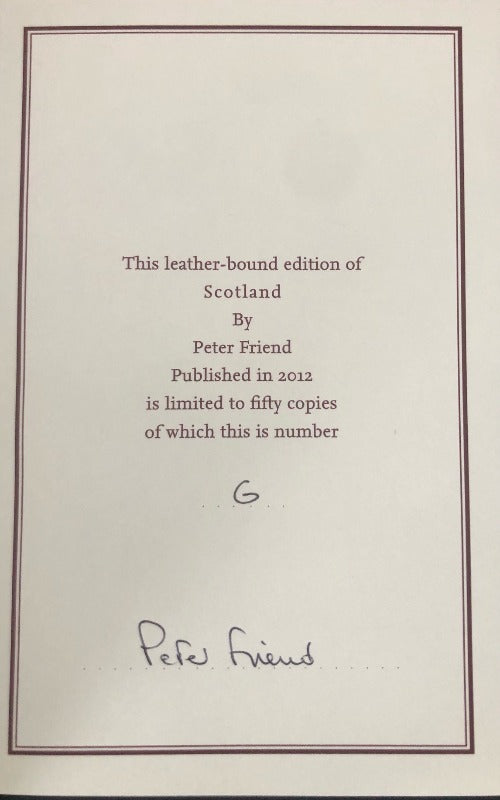 This leather-bound edition of
Scotland
By
Peter Friend
Published in 2012
is limited to fifty copies
of which this is number
G
Peter Friend